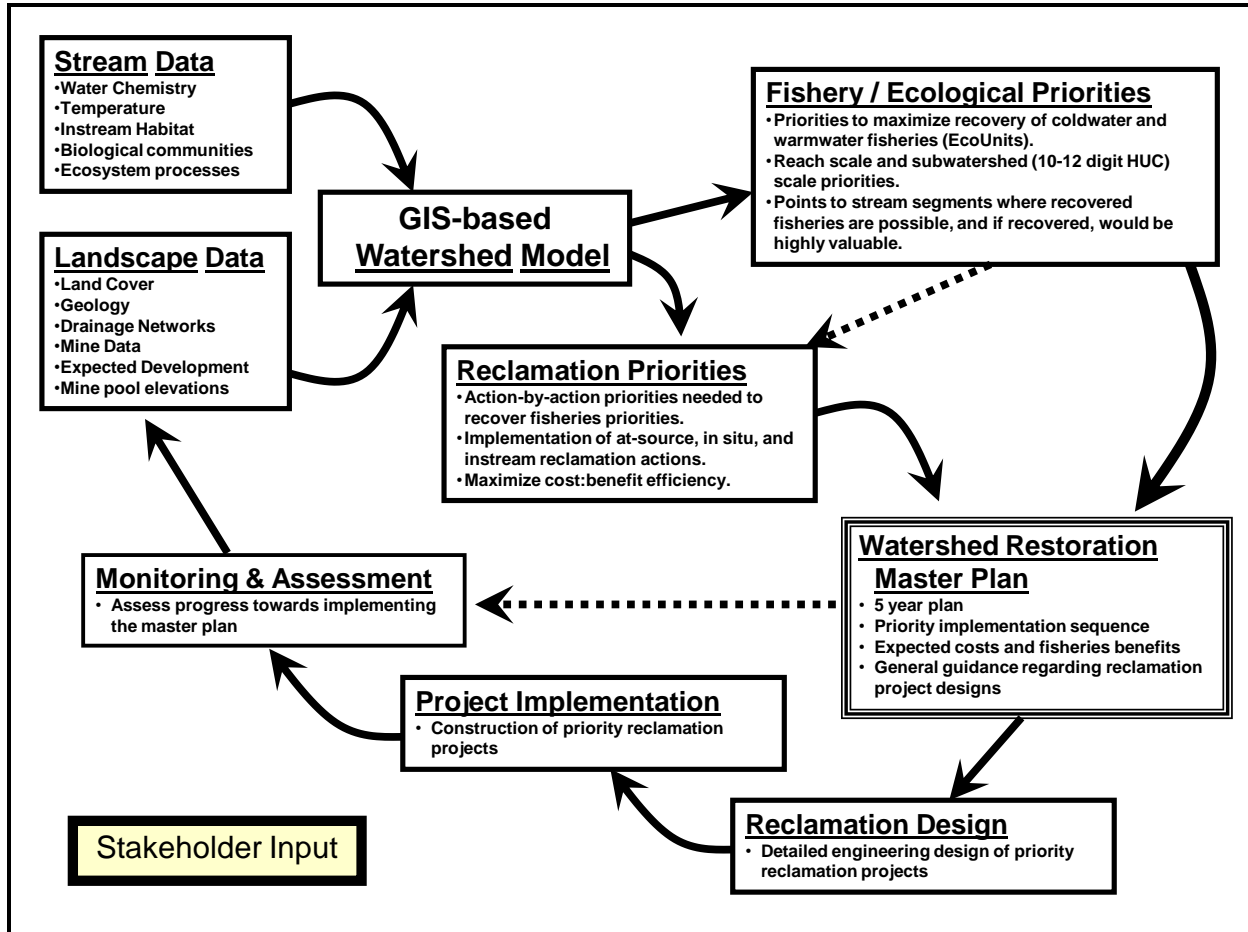 Stream Data
•Water Chemistry
•Temperature
•Instream Habitat
•Biological communities
•Ecosystem processes
Landscape Data
•Land Cover
•Geology
•Drainage Networks
•Mine Data
•Expected Development
•Mine pool elevations
GIS-based
Watershed Model
Fishery / Ecological Priorities
•Priorities to maximize recovery of coldwater and
warmwater fisheries (EcoUnits).
•Reach scale and subwatershed (10-12 digit HUC)
scale priorities.
•Points to stream segments where recovered
fisheries are possible, and if recovered, would be
highly valuable.
Reclamation Priorities
•Action-by-action priorities needed to
recover fisheries priorities.
•Implementation of at-source, in situ, and
instream reclamation actions.
•Maximize cost:benefit efficiency.
Watershed Restoration
Master Plan
• 5 year plan
• Priority implementation sequence
• Expected costs and fisheries benefits
• General guidance regarding reclamation
project designs
Monitoring & Assessment
• Assess progress towards implementing
the master plan
Project Implementation
• Construction of priority reclamation
projects
Reclamation Design
• Detailed engineering design of priority
reclamation projects
Stakeholder Input